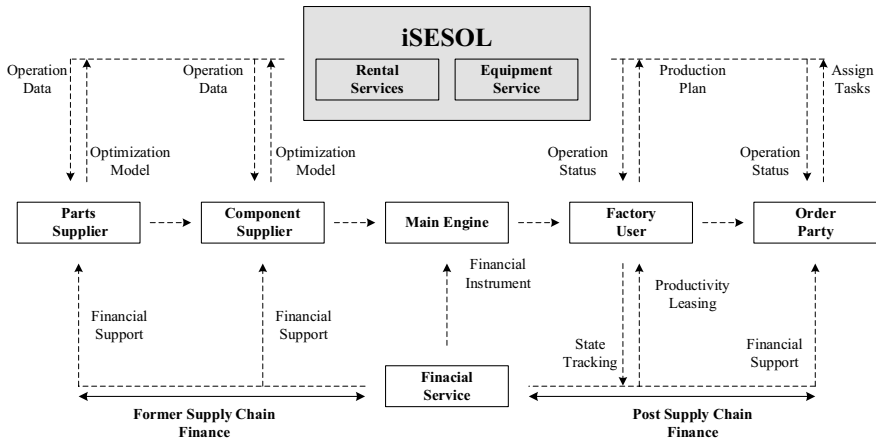 iSESOL
Rental
Services
Equipment
Service
Operation
Data
Operation
Data
Production
Plan
Assign
Tasks
Optimization
Model
Optimization
Model
Operation
Status
Operation
Status
Parts
Supplier
Component
Supplier
Main Engine
Factory
User
Order
Party
Financial
Instrument
Financial
Support
Financial
Support
Productivity
Leasing
State
Tracking
Financial
Support
Finacial
Service
Former Supply Chain
Finance
Post Supply Chain
Finance